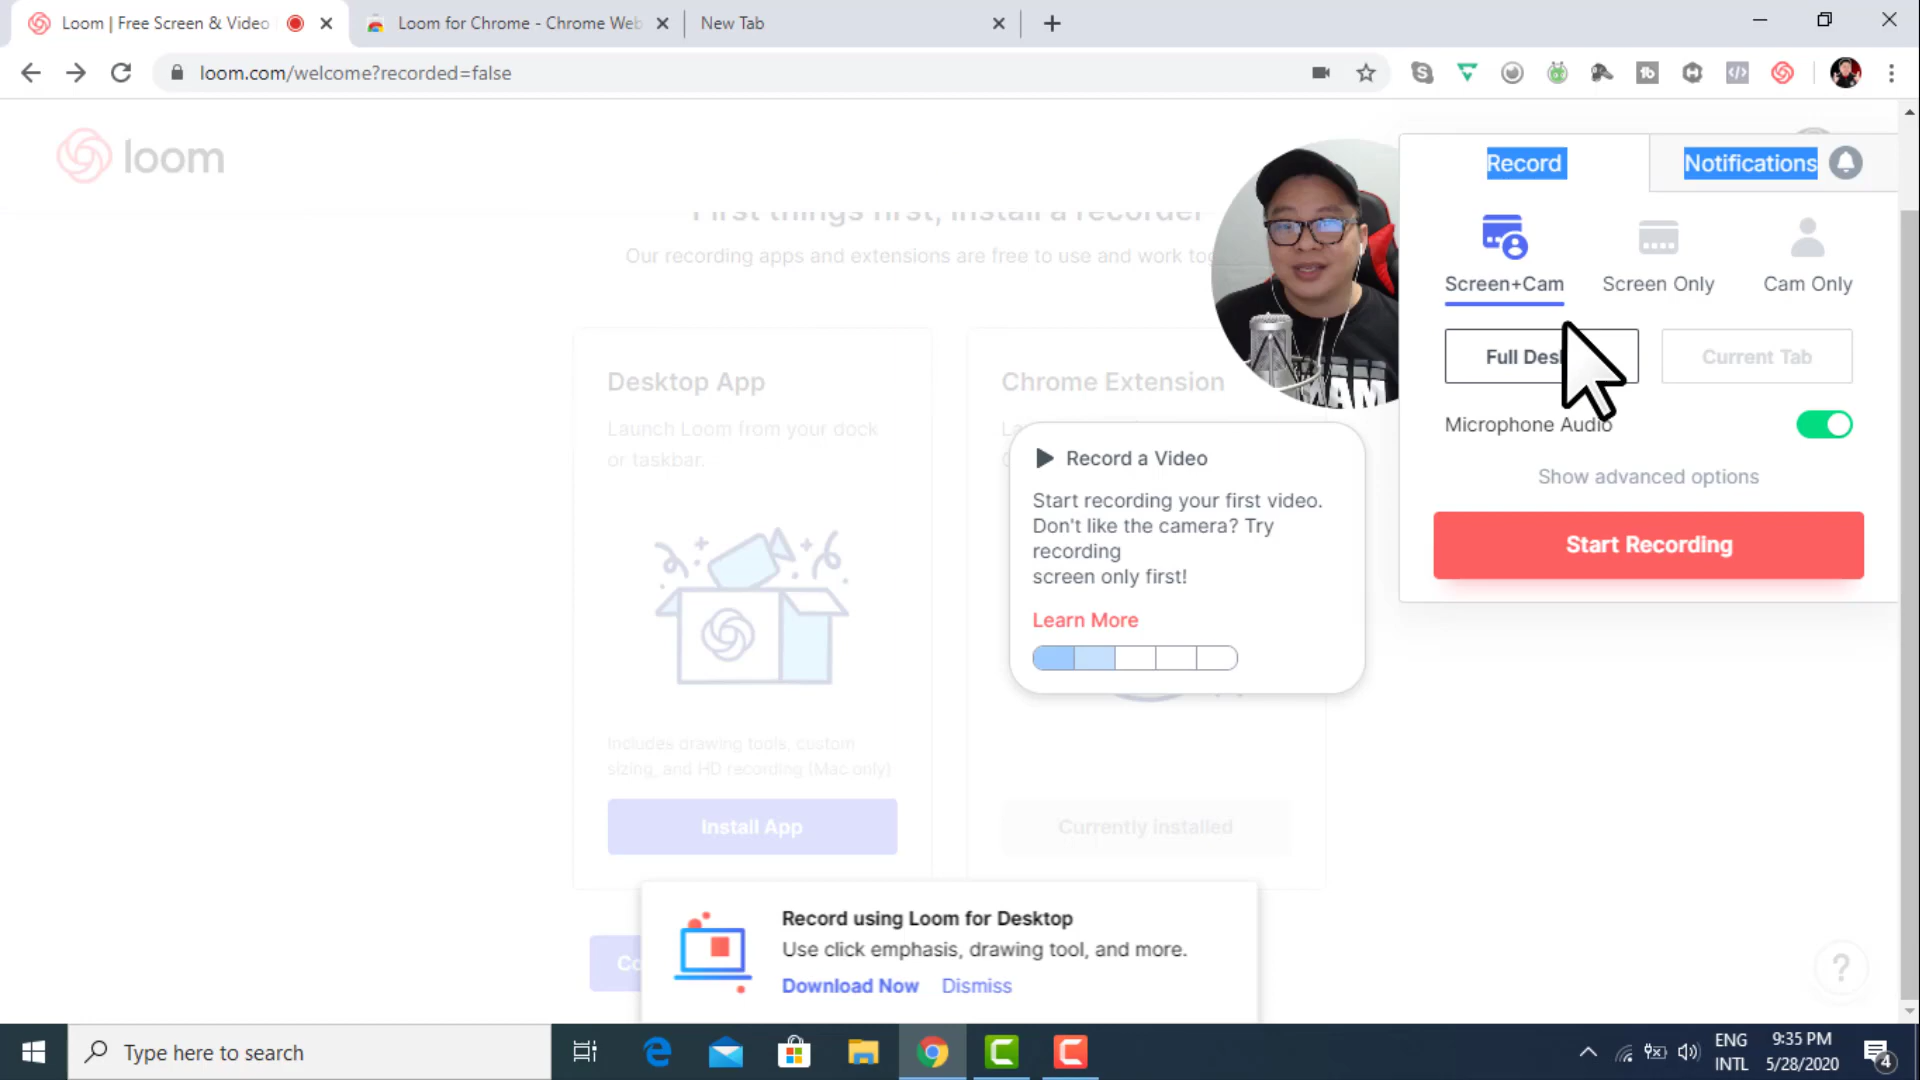 Loom | Free Screen & Video
Loom for Chrome - Chrome Web
New Tab
loom.com/welcome?recorded=false
loom
First things first, install a recorder
Our recording apps and extensions are free to use and work
Record
Notifications
Screen+Cam
Screen Only
Cam Only
Full
Current Tab
Microphone Audio
Show advanced options
Start Recording
Desktop App
Launch Loom from your dock
or taskbar.
Includes drawing tools, custom
sizing, and HD recording (Mac only)
Install App
Chrome Extension
Record a Video
Start recording your first video.
Don't like the camera? Try
recording
screen only first!
Learn More
Currently installed
Record using Loom for Desktop
Use click emphasis, drawing tool, and more.
Download Now
Dismiss
?
Type here to search
ENG
INTL
9:35 PM
5/28/2020
4